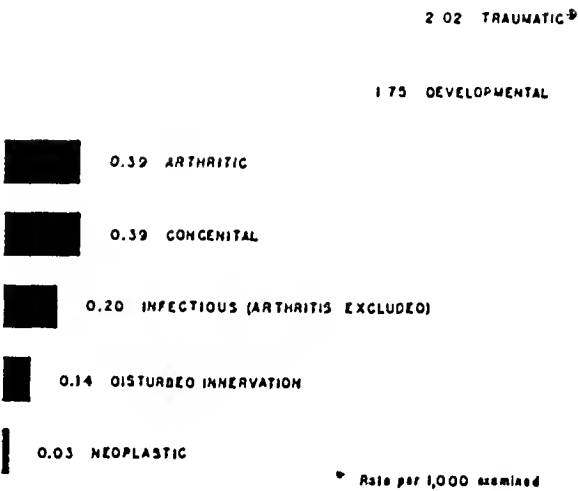 2 02 TRAUMATIC
1 75 DEVELOPMENTAL
0.39 ARTHRITIC
0.39 CONGENITAL
0.20 INFECTIOUS (ARTHRITIS EXCLUDED)
0.14 DISTURBED INNERVATION
0.03 NEOPLASTIC
* Rate per 1,000 examined